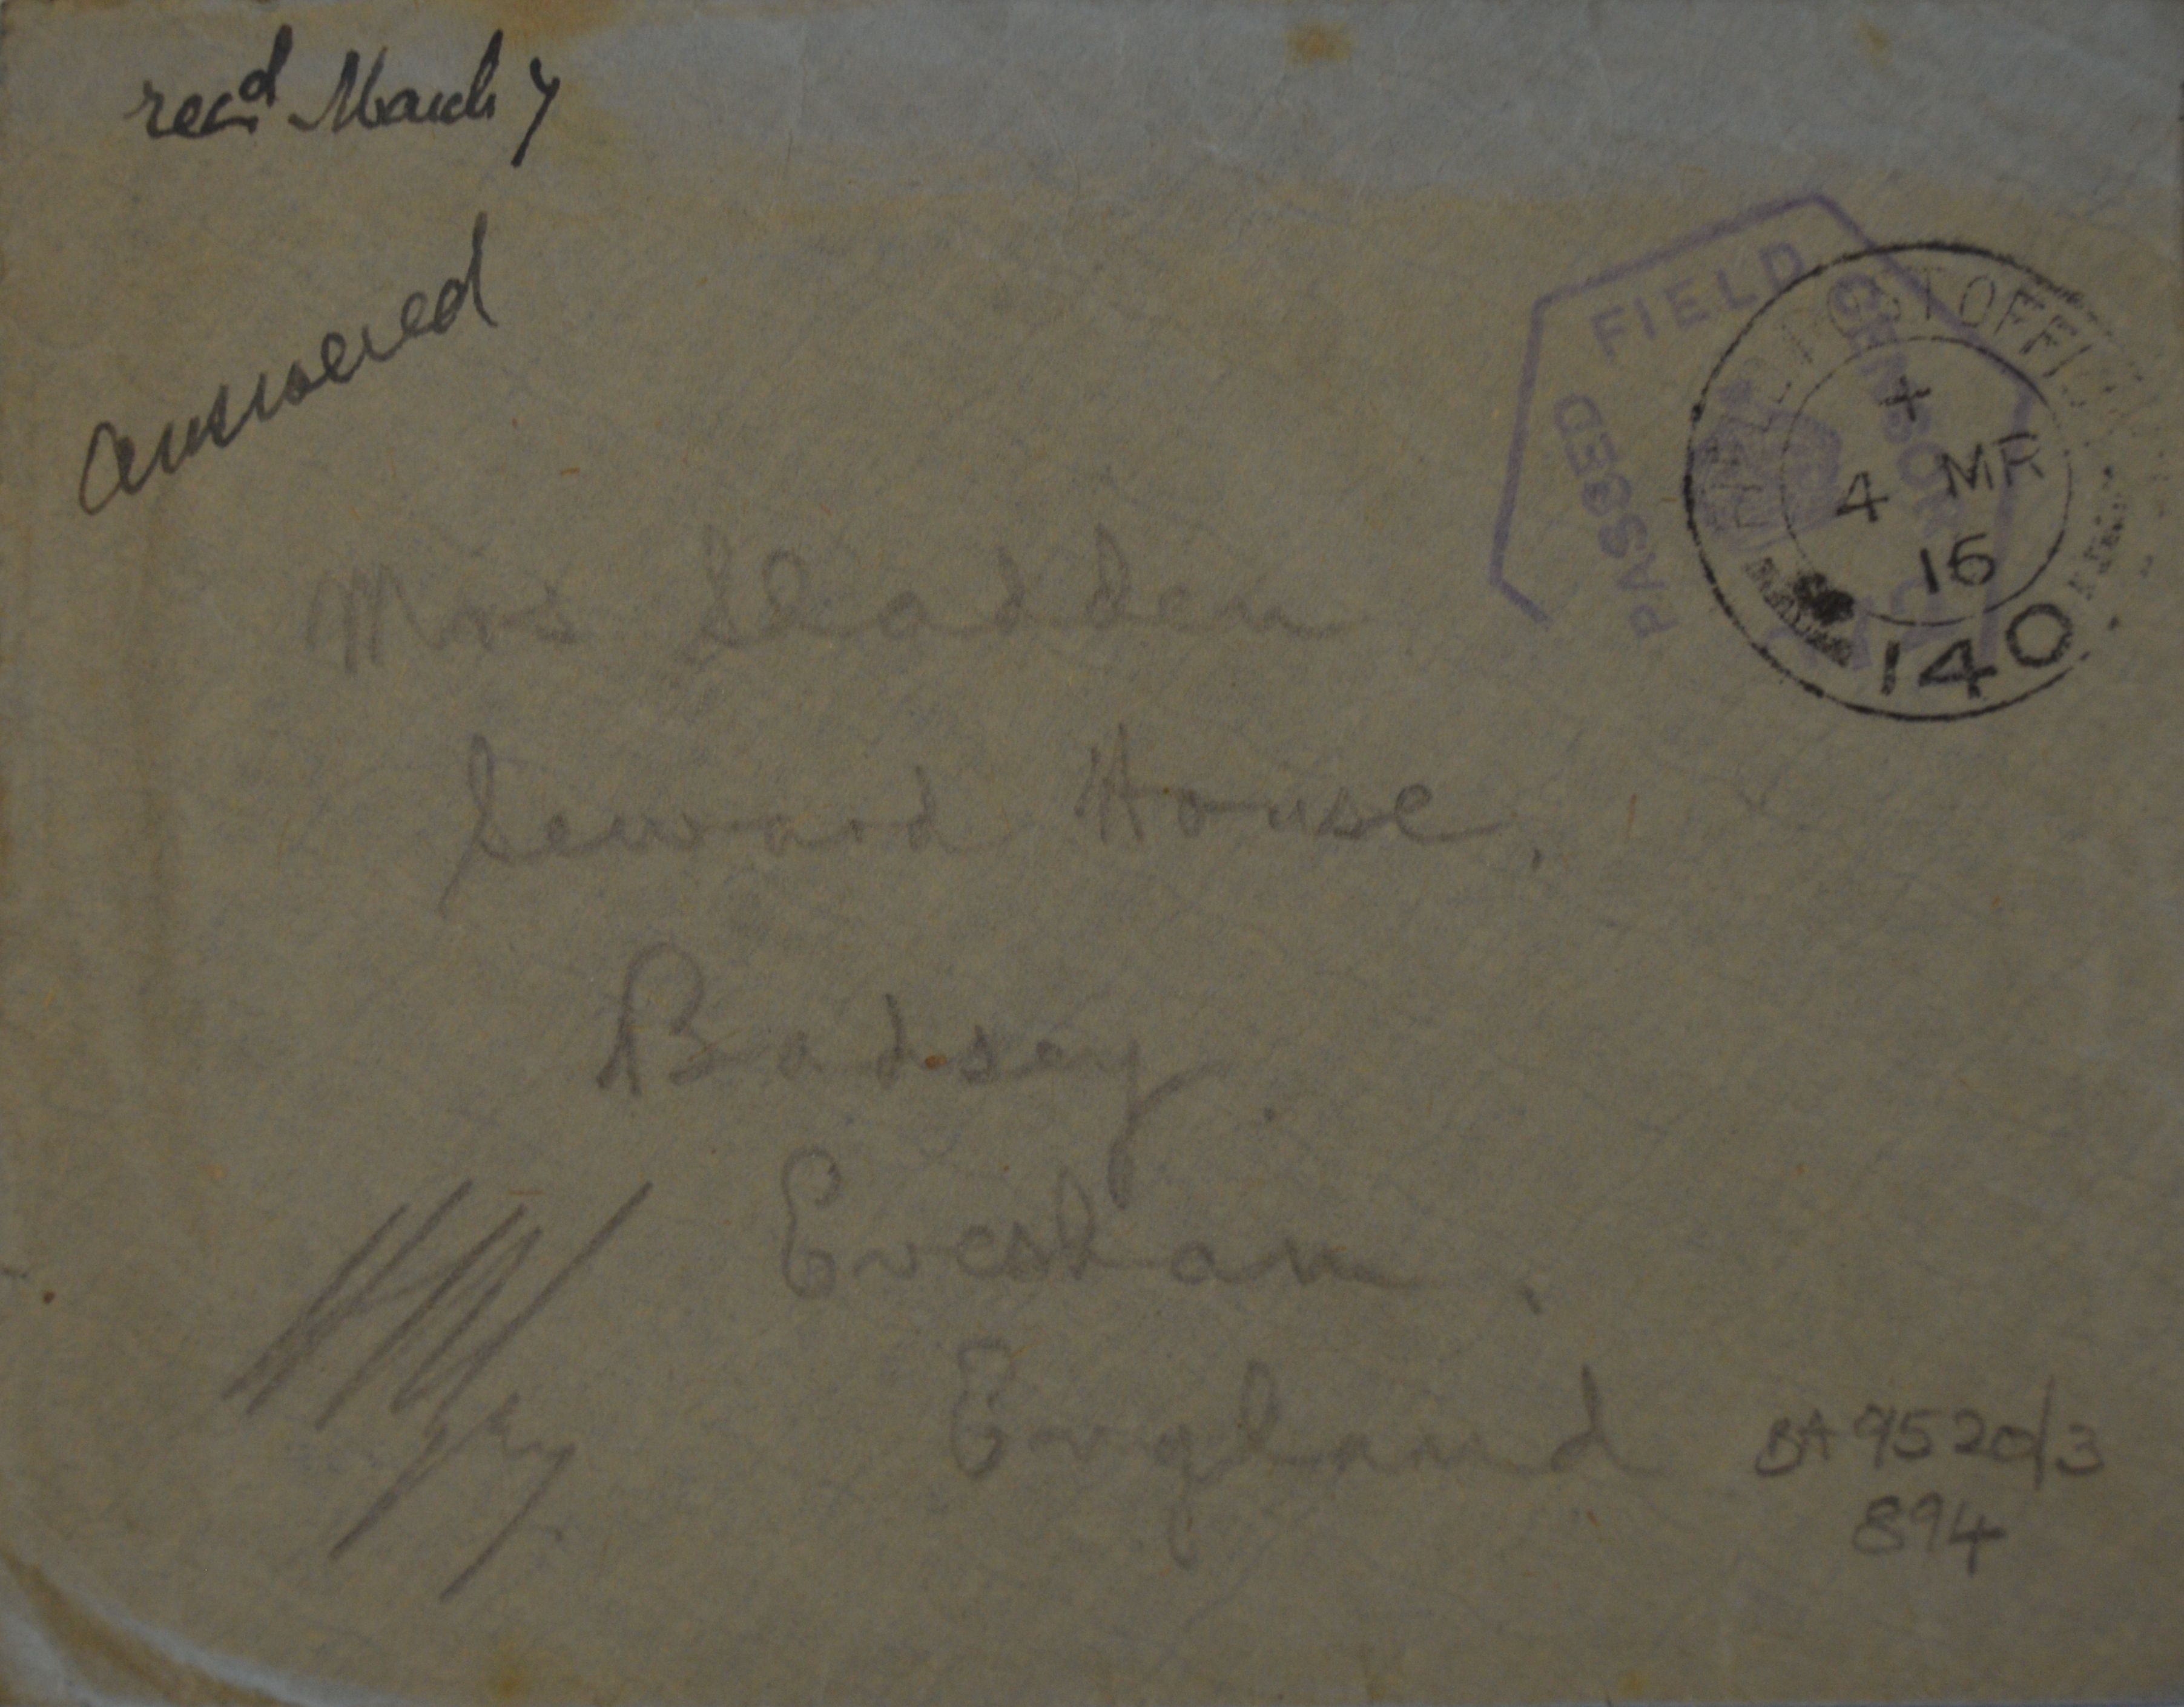 recd March 7
answered
PASSED FIELD CENSOR
FIELD POST OFFICE
+
4 MR
16
140
Mrs Sladden
Seward House,
Badsey.
Evesham.
England
BA 9520/3
894